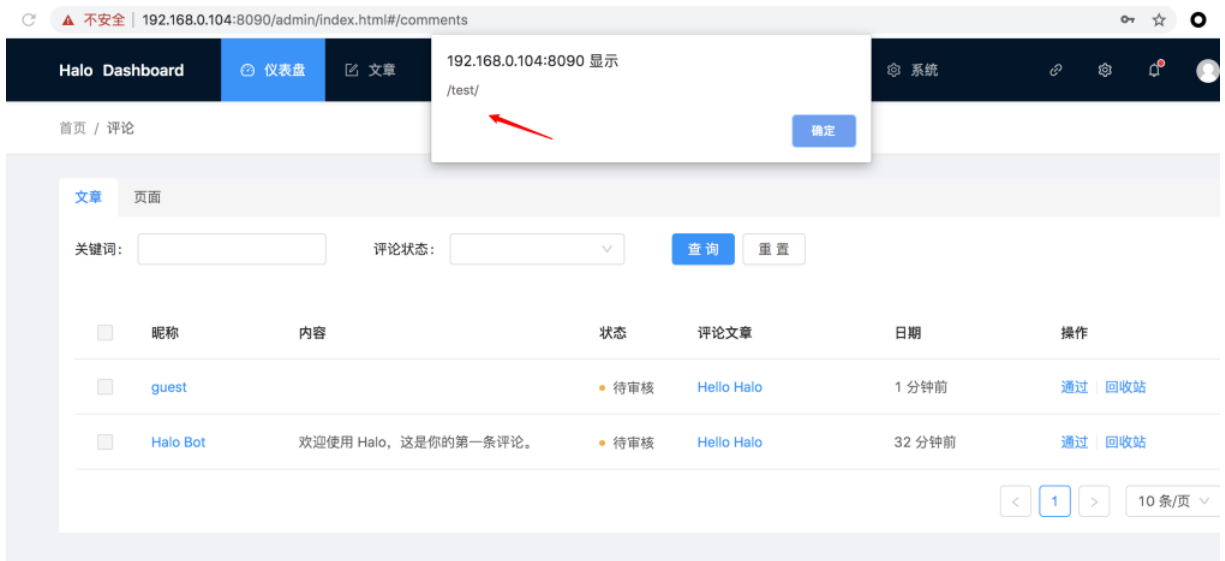 不安全 | 192.168.0.104:8090/admin/index.html#/comments
Halo Dashboard 仪表盘 文章 系统
192.168.0.104:8090 显示
/test/
确定
首页 / 评论
文章 页面
关键词: 评论状态: 查询 重置
昵称 内容 状态 评论文章 日期 操作
guest 待审核 Hello Halo 1 分钟前 通过 回收站
Halo Bot 欢迎使用 Halo，这是你的第一条评论。 待审核 Hello Halo 32 分钟前 通过 回收站
< 1 > 10 条/页